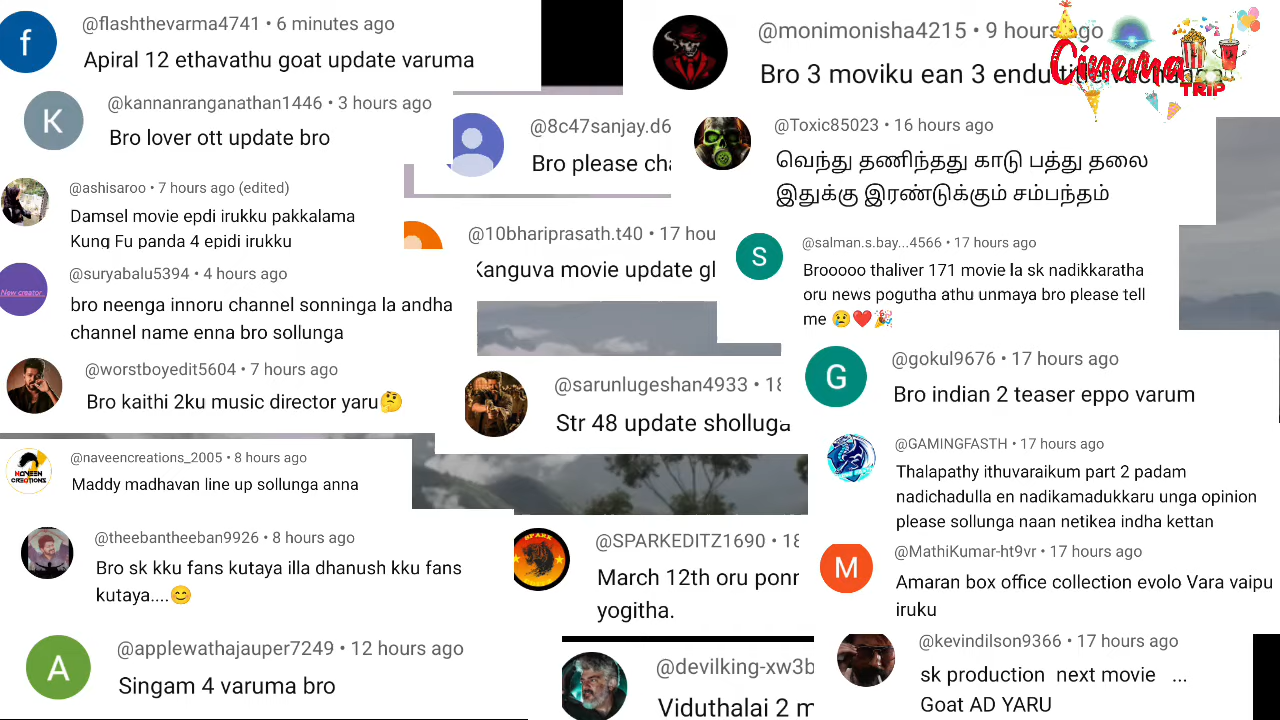 @flashthevarma4741 • 6 minutes ago
Apiral 12 ethavathu goat update varuma
@kannanranganathan1446 • 3 hours ago
Bro lover ott update bro
@ashisaroo • 7 hours ago (edited)
Damsel movie epdi irukku pakkalama
Kung Fu panda 4 epidi irukku
@suryabalu5394 • 4 hours ago
New creator
bro neenga innoru channel sonninga la andha
channel name enna bro sollunga
@worstboyedit5604 • 7 hours ago
Bro kaithi 2ku music director yaru🤔
@naveencreations_2005 • 8 hours ago
NAVEEN
CREATIONS
Maddy madhavan line up sollunga anna
@theebantheeban9926 • 8 hours ago
Bro sk kku fans kutaya illa dhanush kku fans
kutaya....😊
A
@applewathajauper7249 • 12 hours ago
Singam 4 varuma bro
f
K
@8c47sanjay.d6
Bro please cha
@10bhariprasath.t40 • 17 hou
Kanguva movie update gl
@sarunlugeshan4933 • 18
Str 48 update sholluga
SPARK
@SPARKEDITZ1690 • 18
March 12th oru ponr
yogitha.
@devilking-xw3b
Viduthalai 2 m
@monimonisha4215 • 9 hours ago
Bro 3 moviku ean 3 endu
Cinema
TRIP
@Toxic85023 • 16 hours ago
வெந்து தணிந்தது காடு பத்து தலை
இதுக்கு இரண்டுக்கும் சம்பந்தம்
S
@salman.s.bay...4566 • 17 hours ago
Brooooo thaliver 171 movie la sk nadikkaratha
oru news pogutha athu unmaya bro please tell
me 😢❤️🎉
G
@gokul9676 • 17 hours ago
Bro indian 2 teaser eppo varum
@GAMINGFASTH • 17 hours ago
Thalapathy ithuvaraikum part 2 padam
nadichadulla en nadikamadukkaru unga opinion
please sollunga naan netikea indha kettan
M
@MathiKumar-ht9vr • 17 hours ago
Amaran box office collection evolo Vara vaipu
iruku
@kevindilson9366 • 17 hours ago
sk production next movie ...
Goat AD YARU